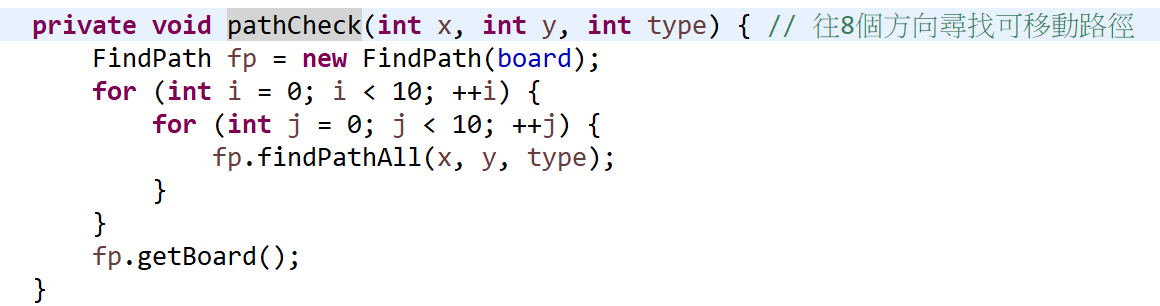 private void pathCheck(int x, int y, int type) { // 往8個方向尋找可移動路徑
    FindPath fp = new FindPath(board);
    for (int i = 0; i < 10; ++i) {
        for (int j = 0; j < 10; ++j) {
            fp.findPathAll(x, y, type);
        }
    }
    fp.getBoard();
}